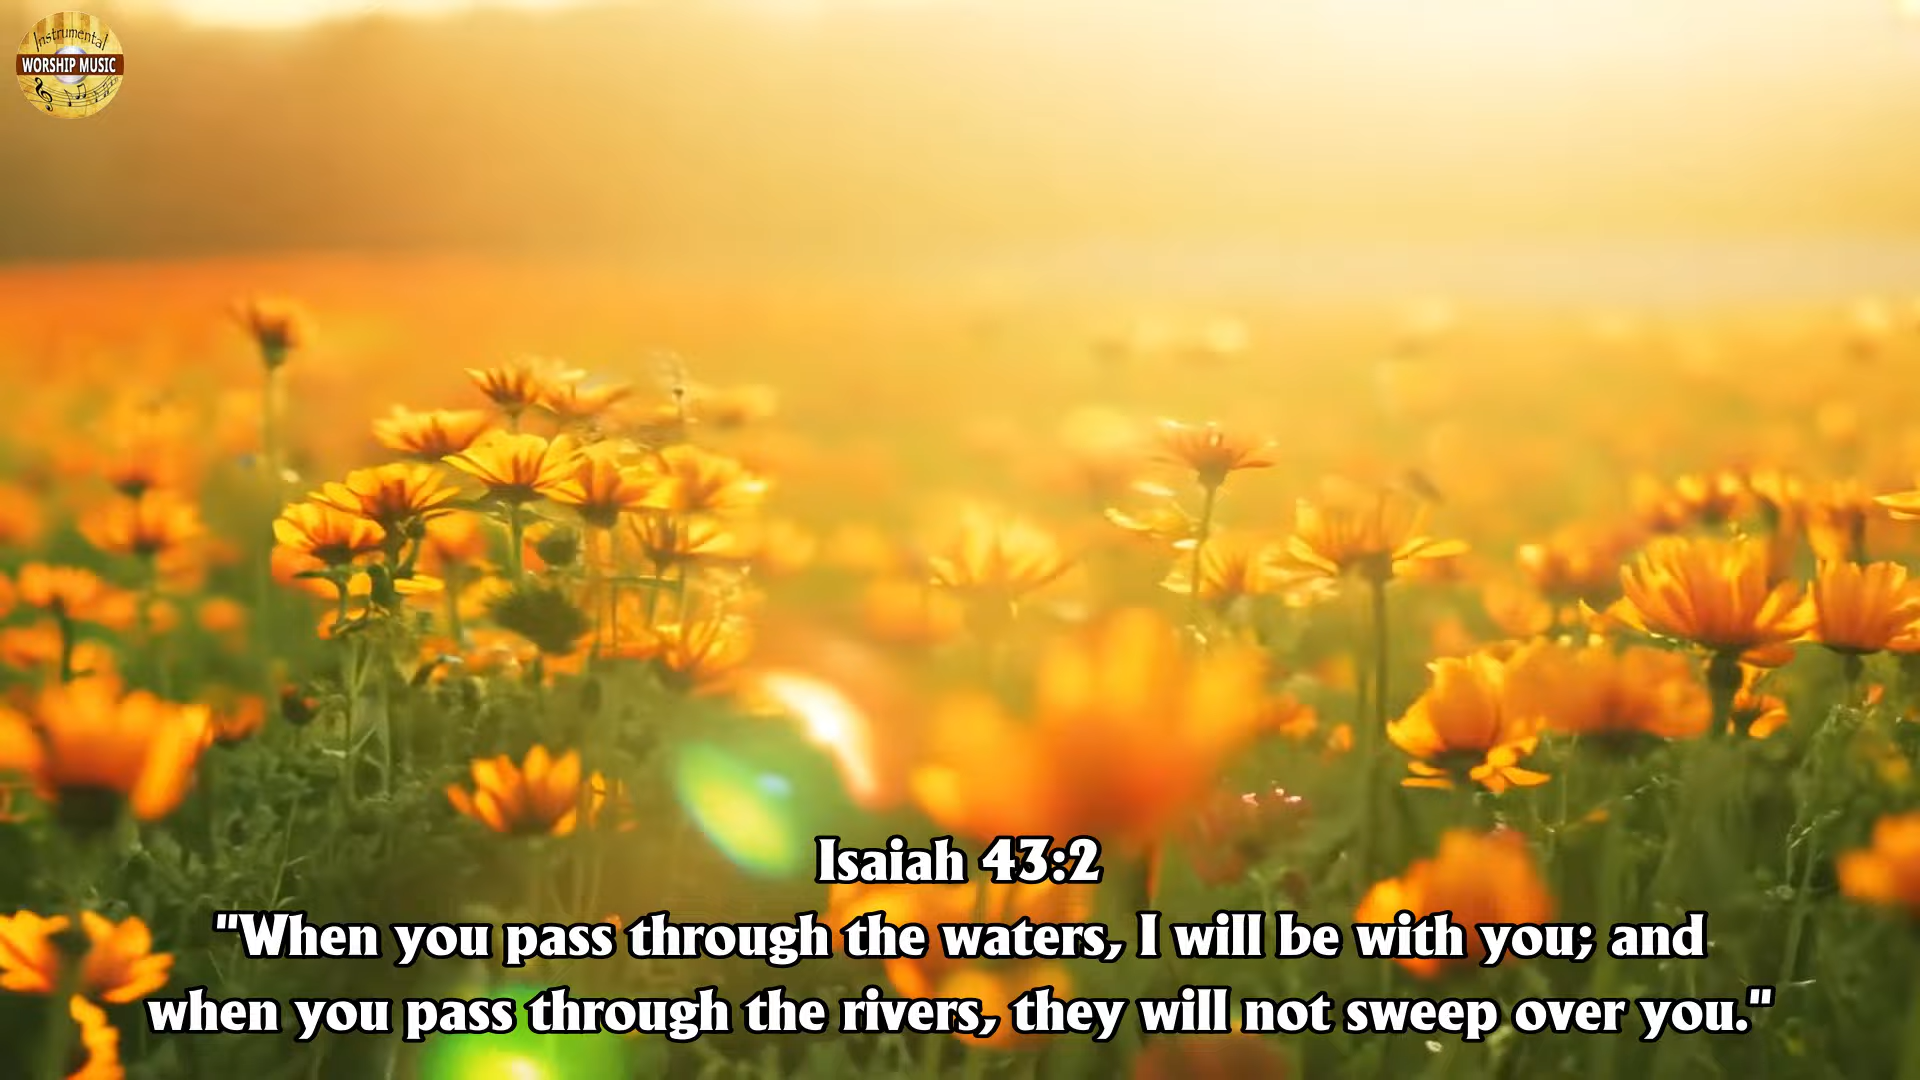 Instrumental
WORSHIP MUSIC
Isaiah 43:2
"When you pass through the waters, I will be with you; and
when you pass through the rivers, they will not sweep over you."